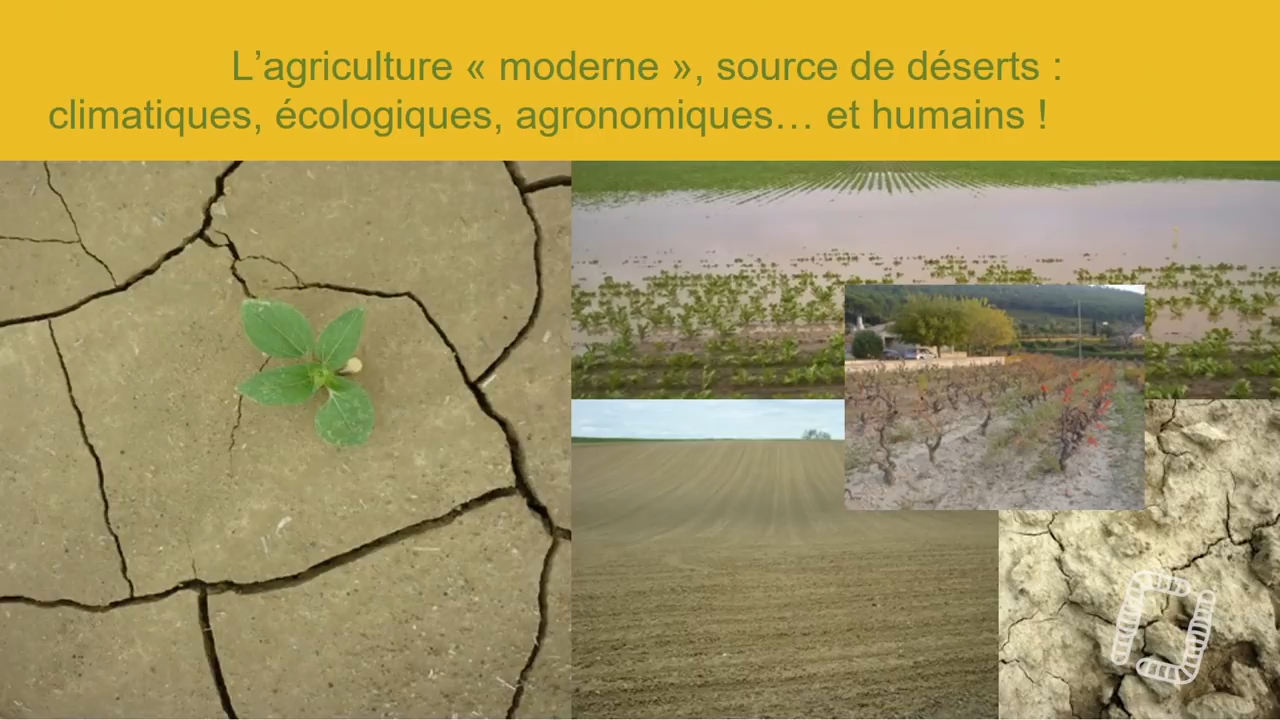 L’agriculture « moderne », source de déserts :
climatiques, écologiques, agronomiques… et humains !